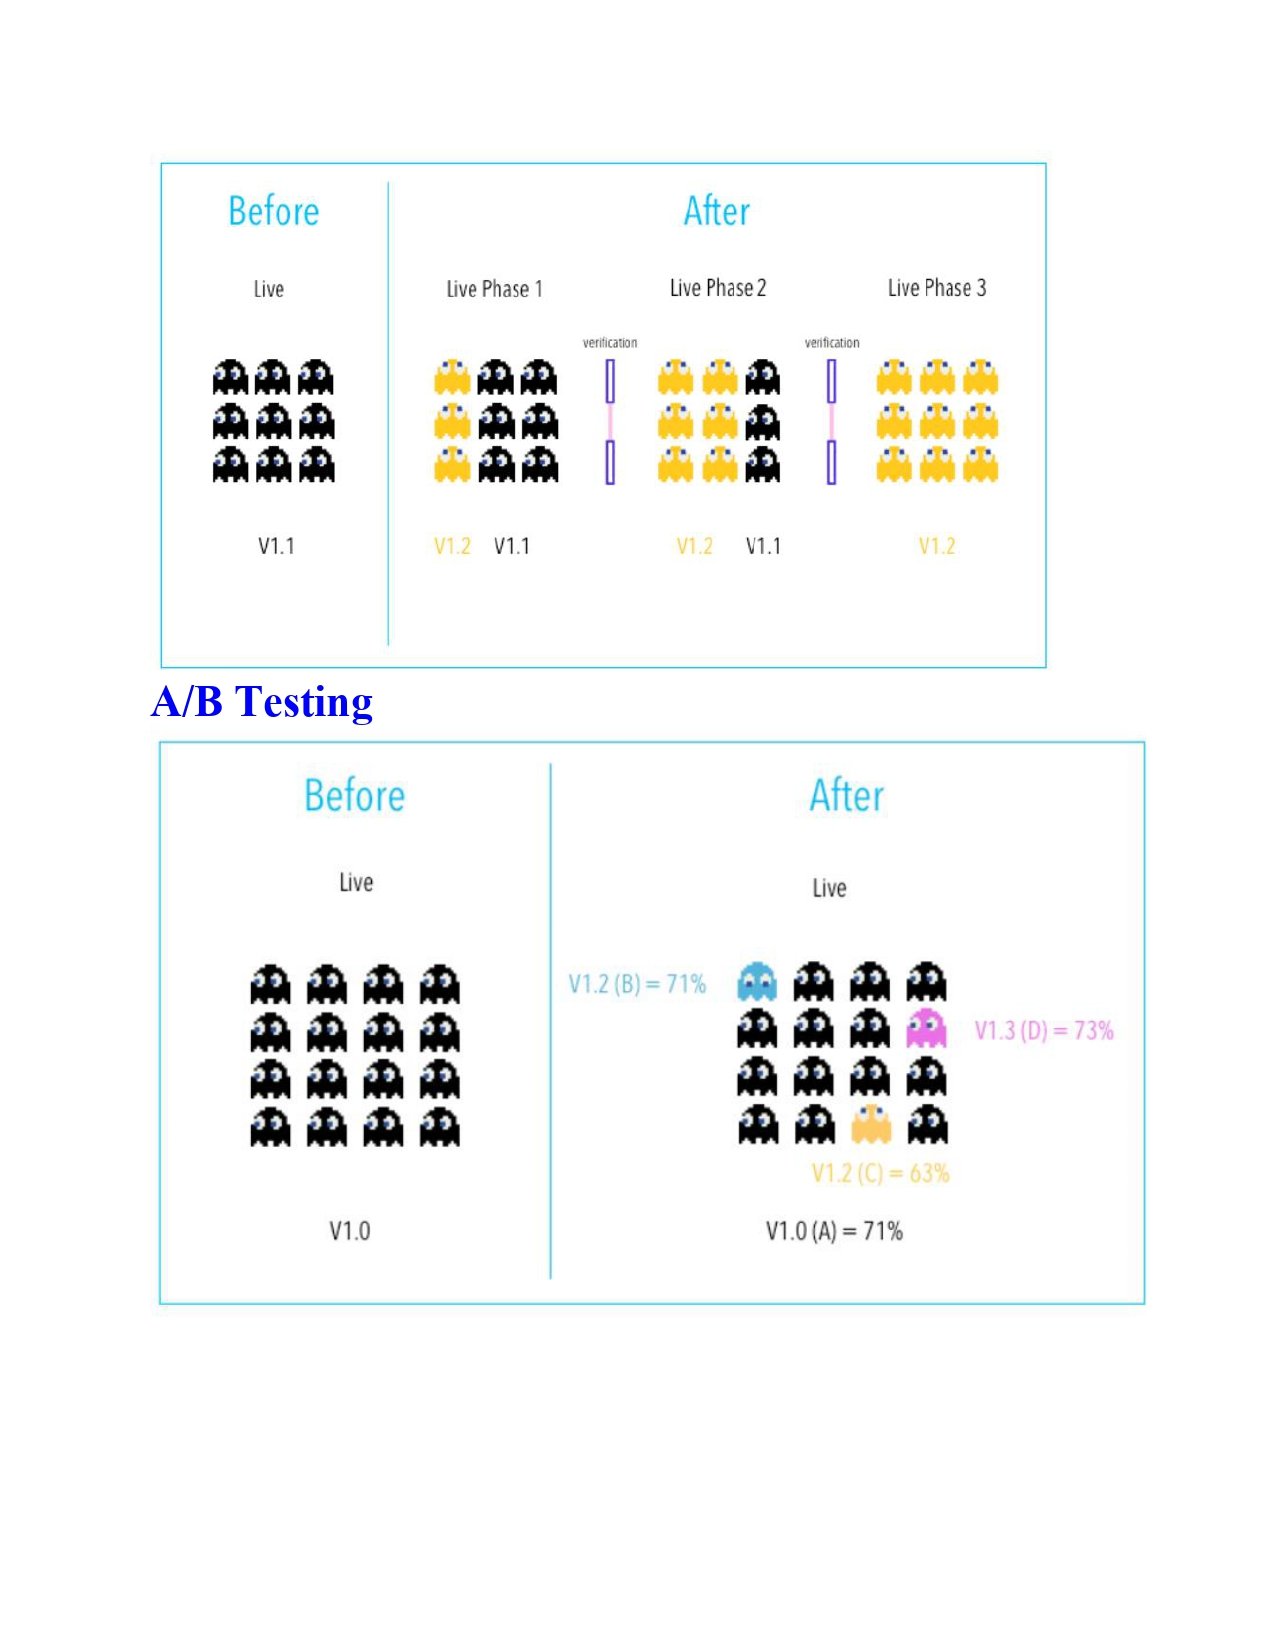 Before
After
Live
Live Phase 1
Live Phase 2
Live Phase 3
verification
verification
V1.1
V1.2 V1.1
V1.2 V1.1
V1.2
A/B Testing
Before
After
Live
Live
V1.2 (B) = 71%
V1.3 (D) = 73%
V1.2 (C) = 63%
V1.0
V1.0 (A) = 71%